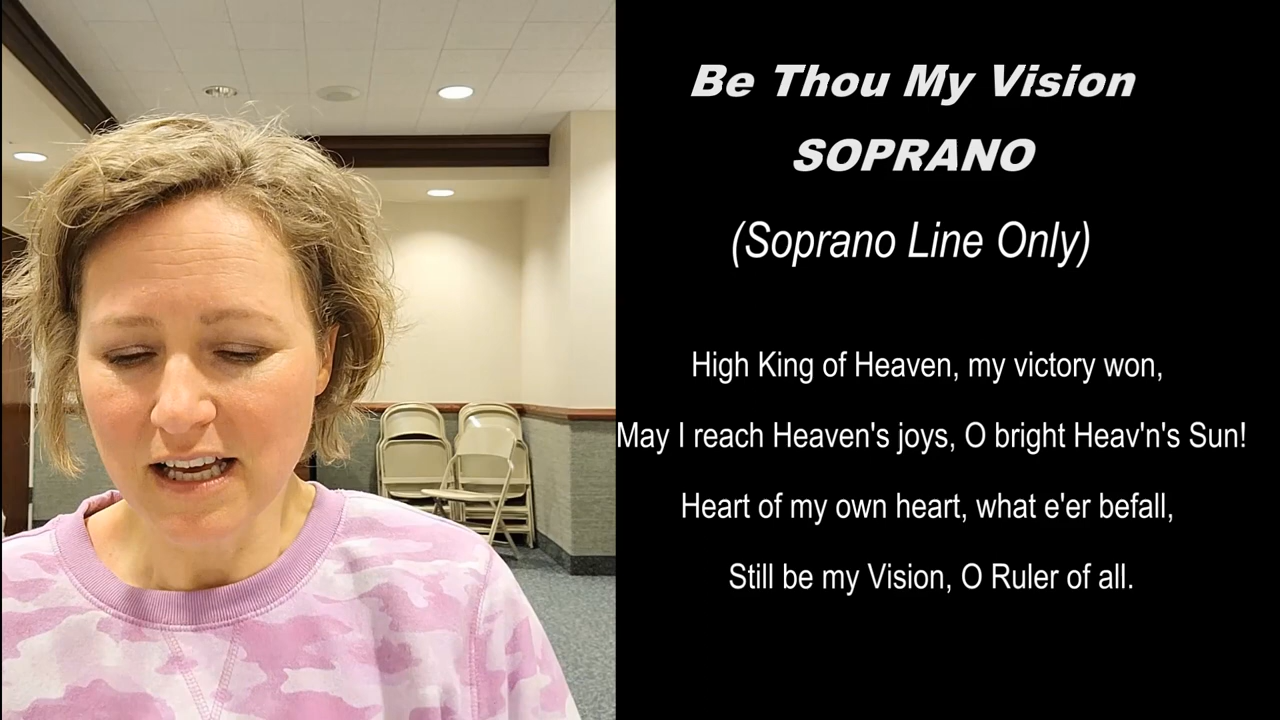 Be Thou My Vision
SOPRANO
(Soprano Line Only)
High King of Heaven, my victory won,
May I reach Heaven's joys, O bright Heav'n's Sun!
Heart of my own heart, what e'er befall,
Still be my Vision, O Ruler of all.